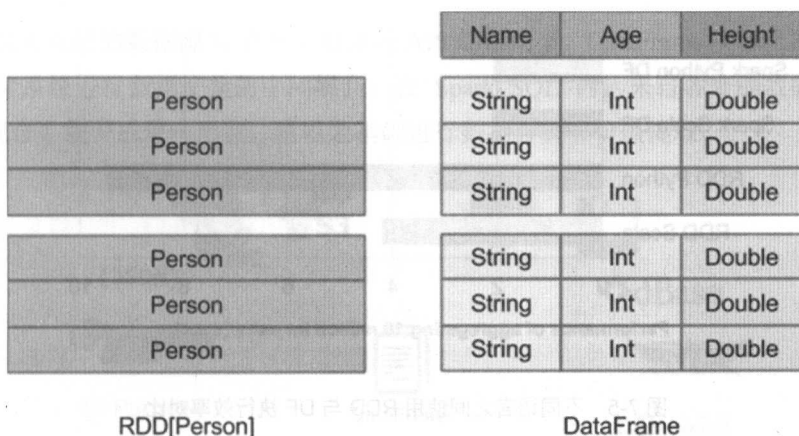 Name Age Height
Person String Int Double
Person String Int Double
Person String Int Double
Person String Int Double
Person String Int Double
Person String Int Double
RDD[Person] DataFrame